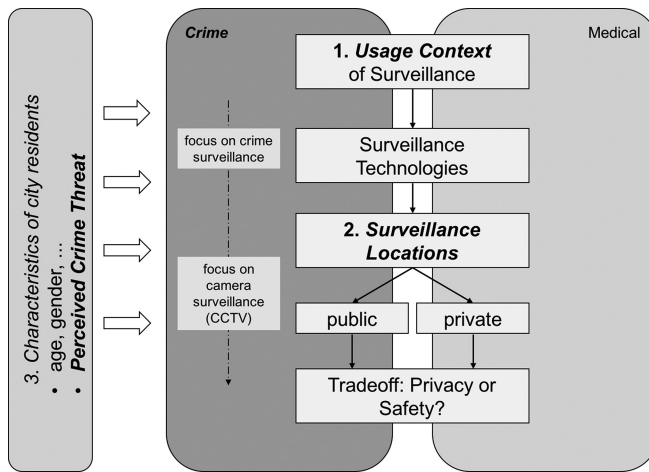 3. Characteristics of city residents
• age, gender, ...
• Perceived Crime Threat
Crime
Medical
1. Usage Context
of Surveillance
focus on crime
surveillance
Surveillance
Technologies
2. Surveillance
Locations
focus on
camera
surveillance
(CCTV)
public
private
Tradeoff: Privacy or
Safety?